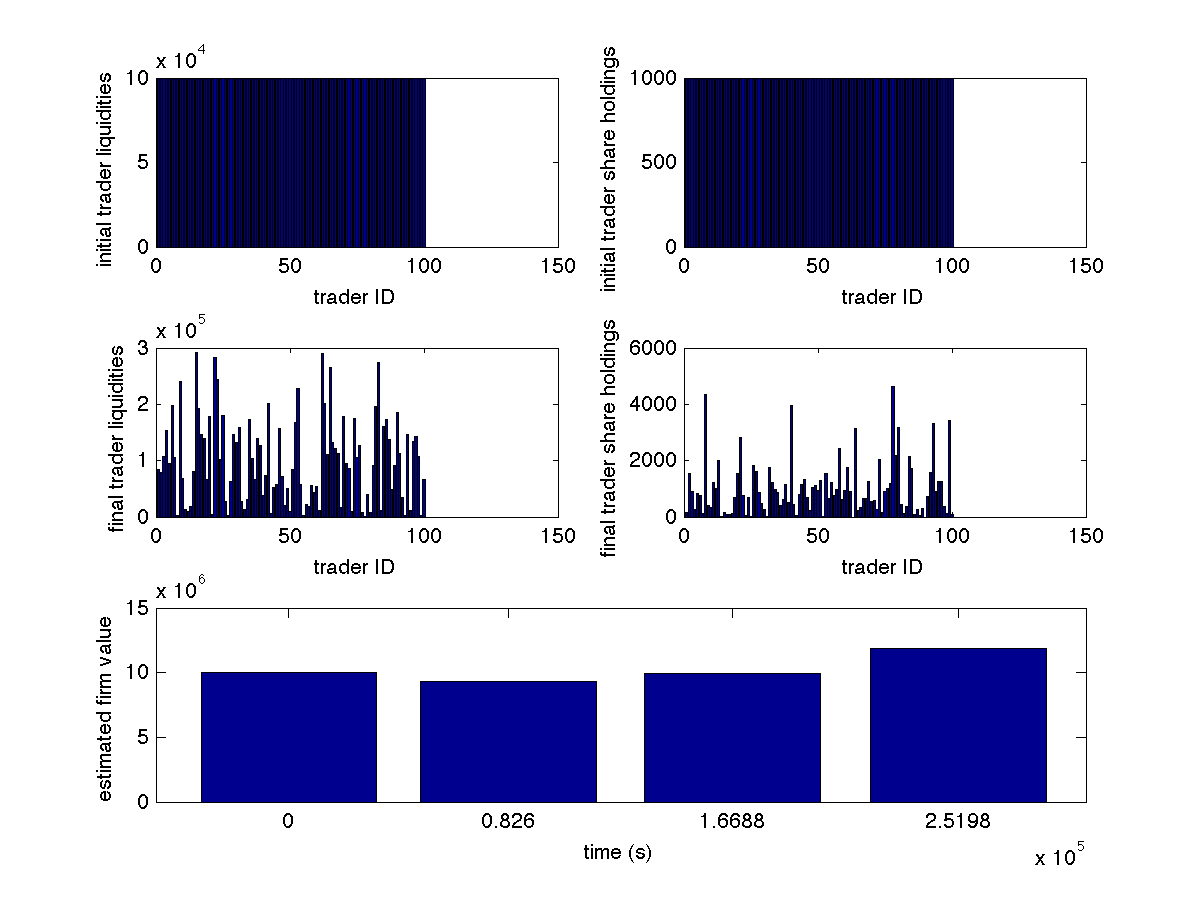 x 10^4
initial trader liquidities
10
5
0
0 50 100 150
trader ID
initial trader share holdings
1000
500
0
0 50 100 150
trader ID
x 10^5
final trader liquidities
3
2
1
0
0 50 100 150
trader ID
final trader share holdings
6000
4000
2000
0
0 50 100 150
trader ID
x 10^6
estimated firm value
15
10
5
0
0 0.826 1.6688 2.5198
time (s)
x 10^5